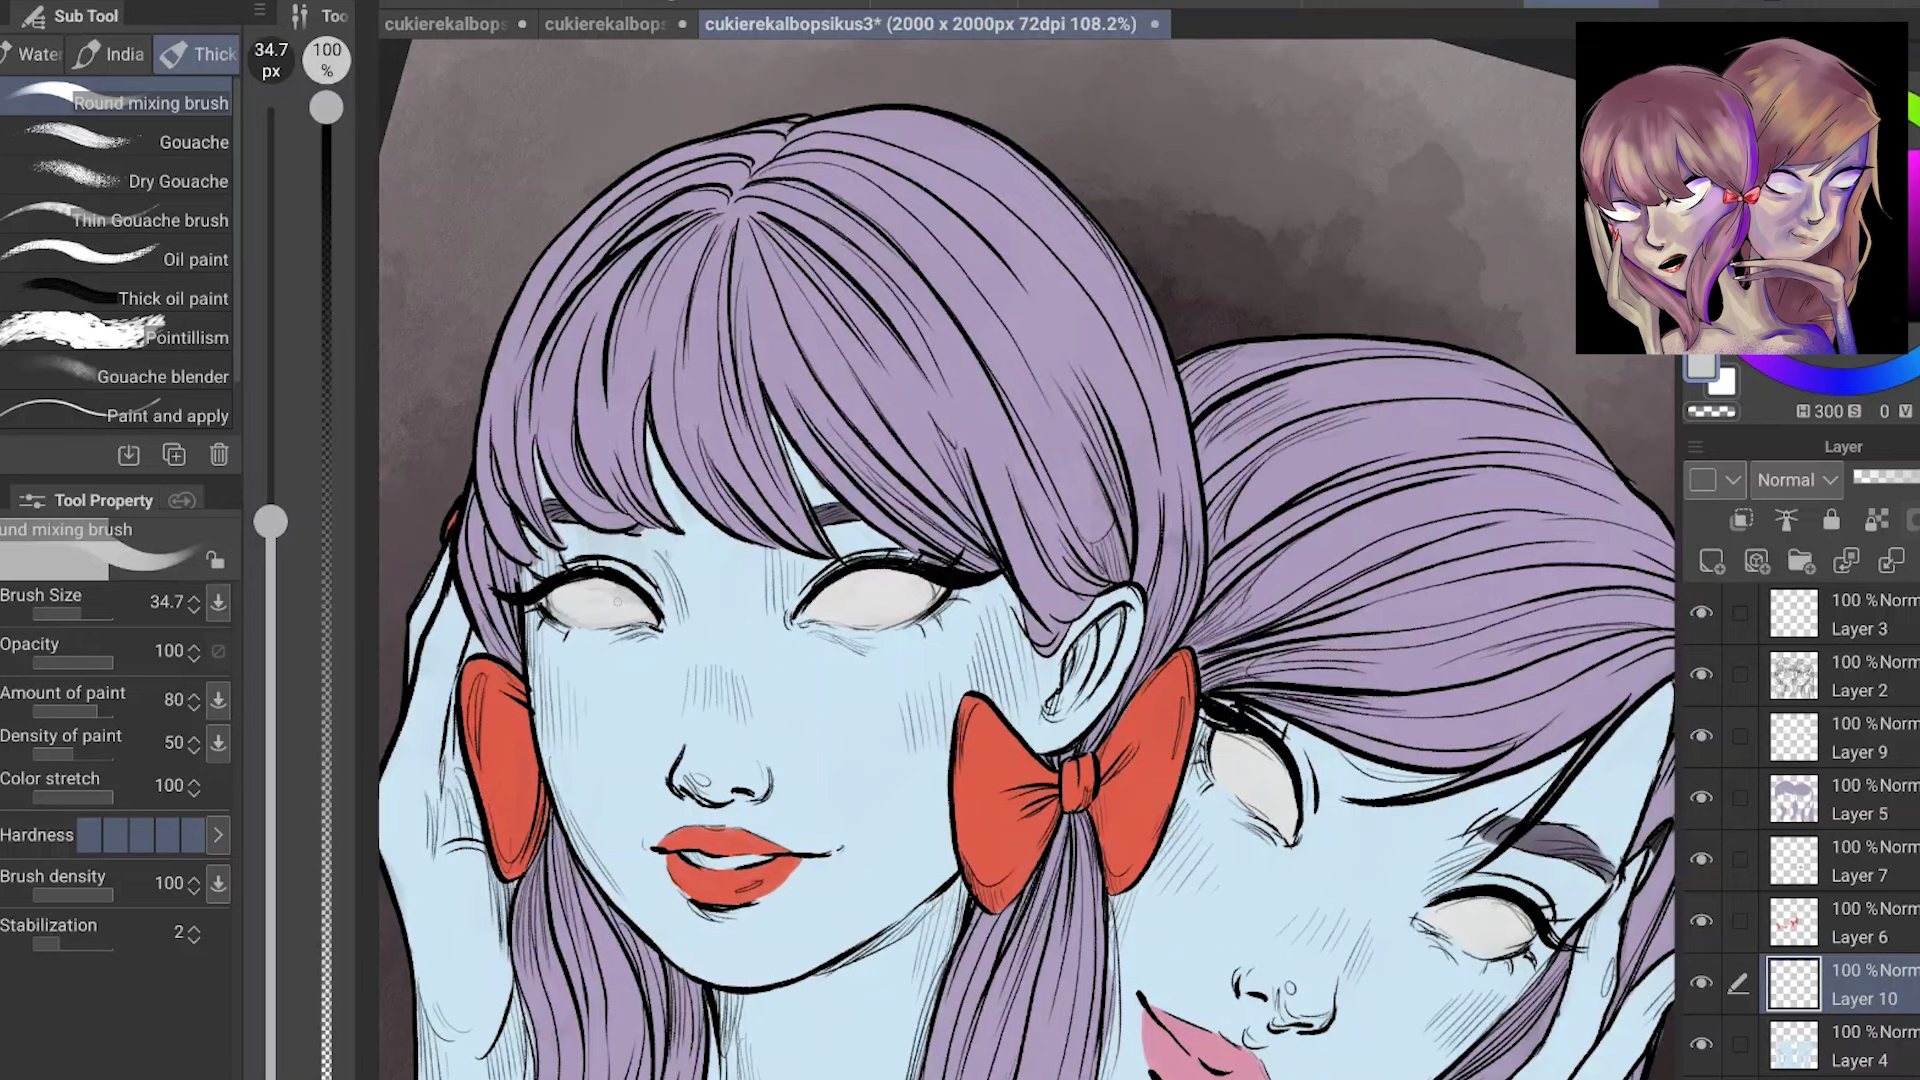 Sub Tool
Too
Water
India
Thick
34.7
px
100
%
cukierekalbops
cukierekalbops
cukierekalbopsikus3* (2000 x 2000px 72dpi 108.2%)
Round mixing brush
Gouache
Dry Gouache
Thin Gouache brush
Oil paint
Thick oil paint
Pointillism
Gouache blender
Paint and apply
Tool Property
und mixing brush
Brush Size 34.7
Opacity 100
Amount of paint 80
Density of paint 50
Color stretch 100
Hardness
Brush density 100
Stabilization 2
H 300 S 0 V
Layer
Normal
100 %Norm
Layer 3
100 %Norm
Layer 2
100 %Norm
Layer 9
100 %Norm
Layer 5
100 %Norm
Layer 7
100 %Norm
Layer 6
100 %Norm
Layer 10
100 %Norm
Layer 4